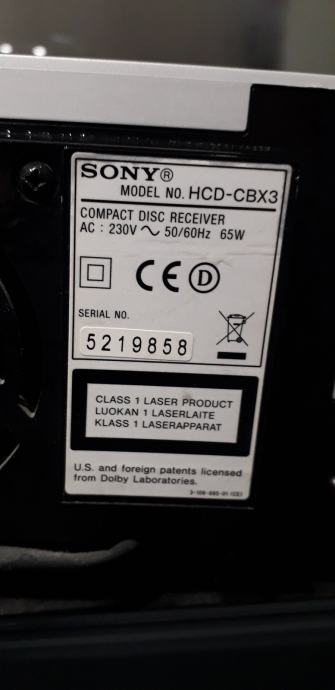 SONY®
MODEL NO. HCD-CBX3
COMPACT DISC RECEIVER
AC : 230V ~ 50/60Hz 65W
CE D
SERIAL NO.
5219858
CLASS 1 LASER PRODUCT
LUOKAN 1 LASERLAITE
KLASS 1 LASERAPPARAT
U.S. and foreign patents licensed
from Dolby Laboratories.